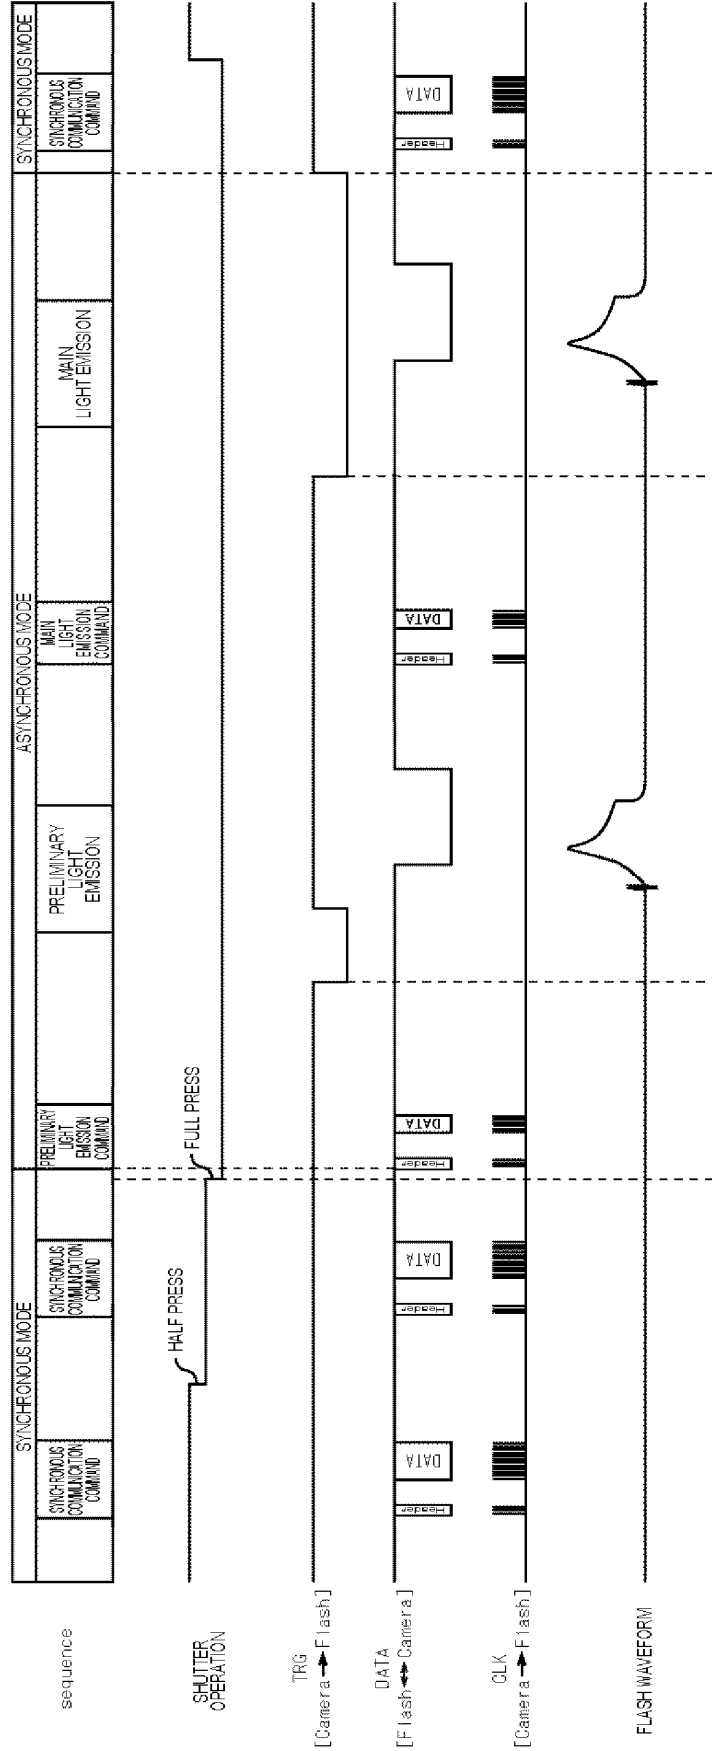 sequence
SYNCHRONOUS MODE
ASYNCHRONOUS MODE
SYNCHRONOUS MODE
SYNCHRONOUS
COMMUNICATION
COMMAND
SYNCHRONOUS
COMMUNICATION
COMMAND
PRELIMINARY
LIGHT
EMISSION
COMMAND
PRELIMINARY
LIGHT
EMISSION
MAIN
LIGHT
EMISSION
COMMAND
MAIN
LIGHT EMISSION
SYNCHRONOUS
COMMUNICATION
COMMAND
SHUTTER
OPERATION
HALF PRESS
FULL PRESS
TRG
[Camera → Flash]
DATA
[Flash ↔ Camera]
Header
DATA
Header
DATA
Header
DATA
Header
DATA
Header
DATA
CLK
[Camera → Flash]
FLASH WAVEFORM